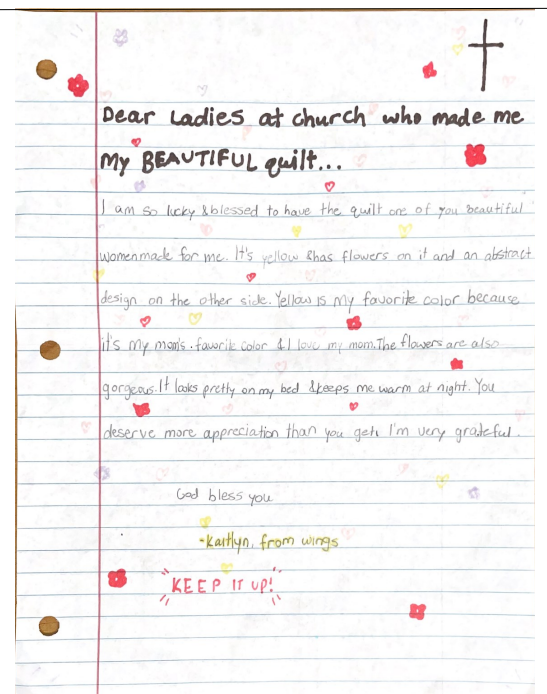 Dear Ladies at church who made me
My BEAUTIFUL quilt...
I am so lucky & blessed to have the quilt one of you beautiful
women made for me. It's yellow & has flowers on it and an abstract
design on the other side. Yellow is my favorite color because
it's my mom's favorite color & I love my mom. The flowers are also
gorgeous. It looks pretty on my bed & keeps me warm at night. You
deserve more appreciation than you get. I'm very grateful.
God bless you
-Kaitlyn, from wings
KEEP IT UP!